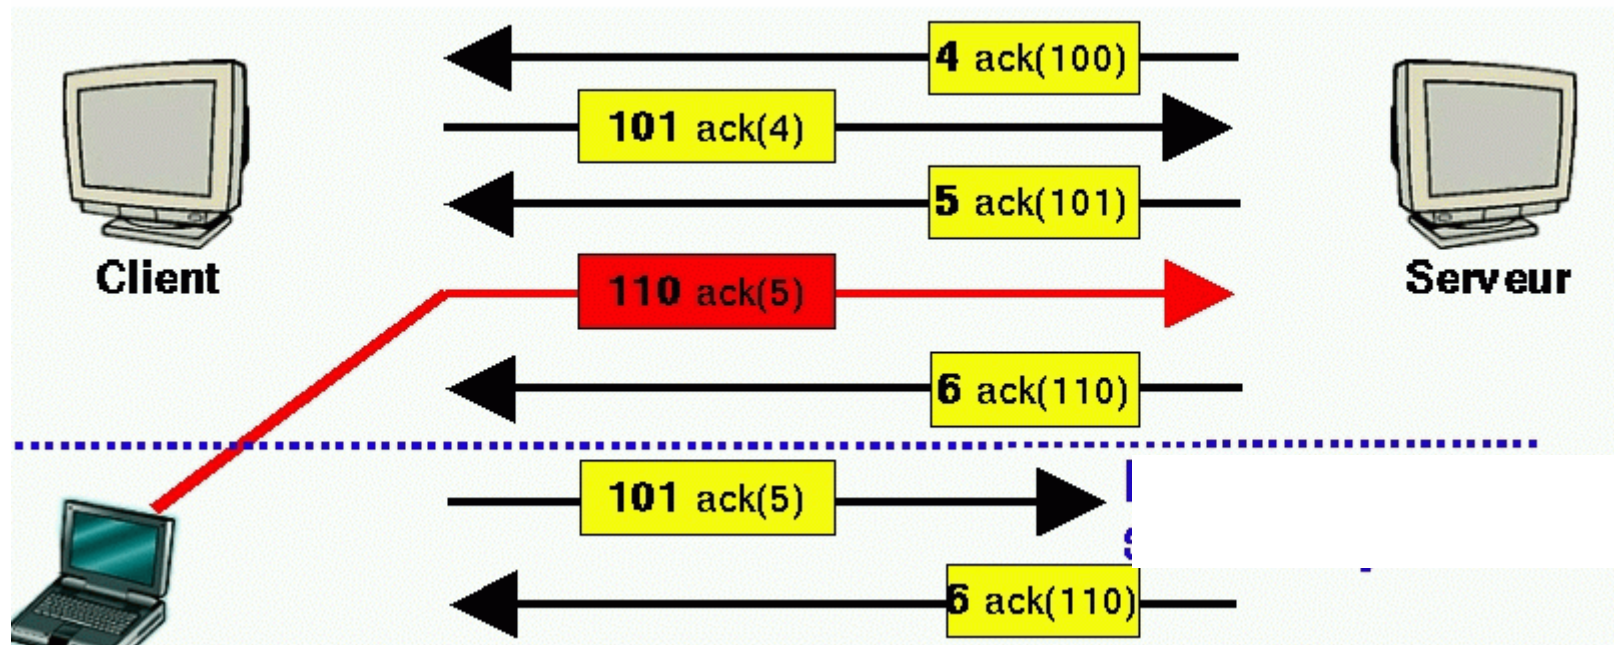 4 ack(100)
101 ack(4)
5 ack(101)
Client
Serveur
110 ack(5)
6 ack(110)
101 ack(5)
6 ack(110)